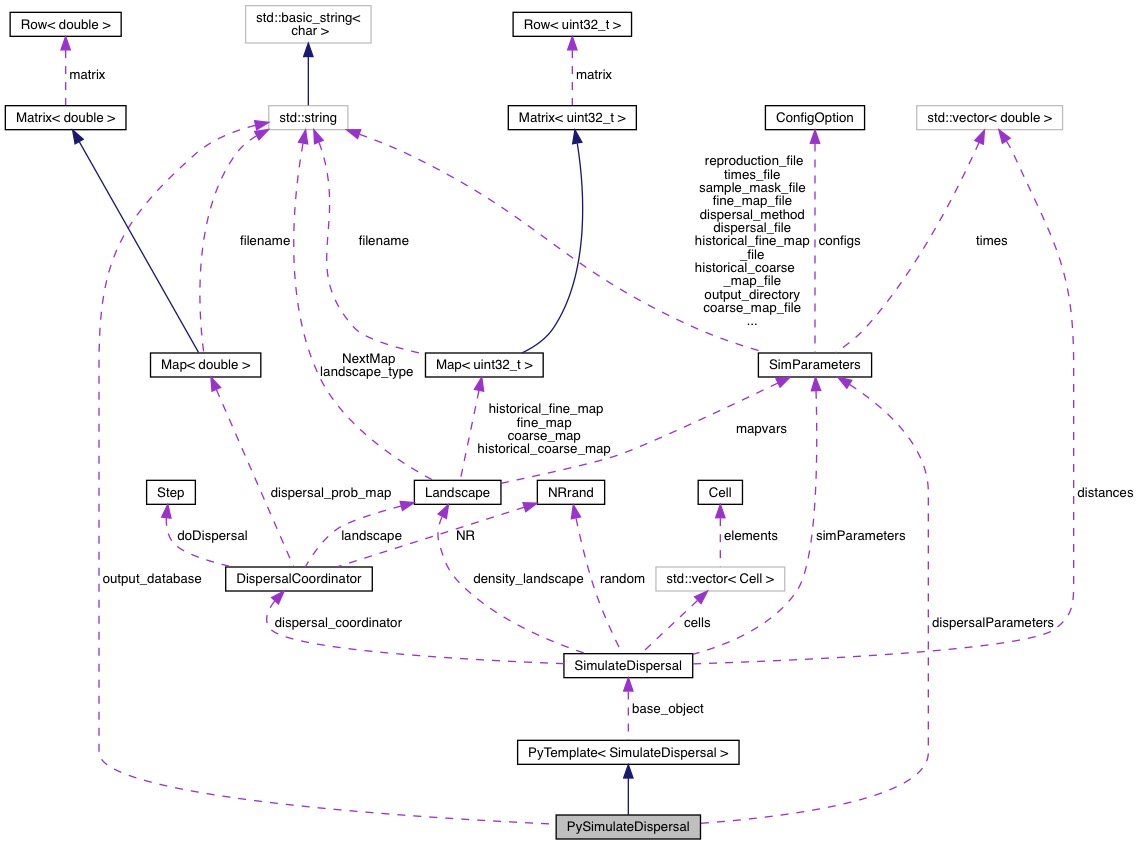 Row< double >
std::basic_string<
char >
Row< uint32_t >
matrix
matrix
Matrix< double >
std::string
Matrix< uint32_t >
ConfigOption
std::vector< double >
reproduction_file
times_file
sample_mask_file
fine_map_file
dispersal_method
dispersal_file
historical_fine_map
_file
historical_coarse
_map_file
output_directory
coarse_map_file
...
filename
filename
configs
times
Map< double >
NextMap
landscape_type
Map< uint32_t >
SimParameters
historical_fine_map
fine_map
coarse_map
historical_coarse_map
mapvars
Step
dispersal_prob_map
Landscape
NRrand
Cell
distances
doDispersal
landscape
NR
elements
simParameters
output_database
DispersalCoordinator
density_landscape
random
std::vector< Cell >
dispersal_coordinator
cells
dispersalParameters
SimulateDispersal
base_object
PyTemplate< SimulateDispersal >
PySimulateDispersal